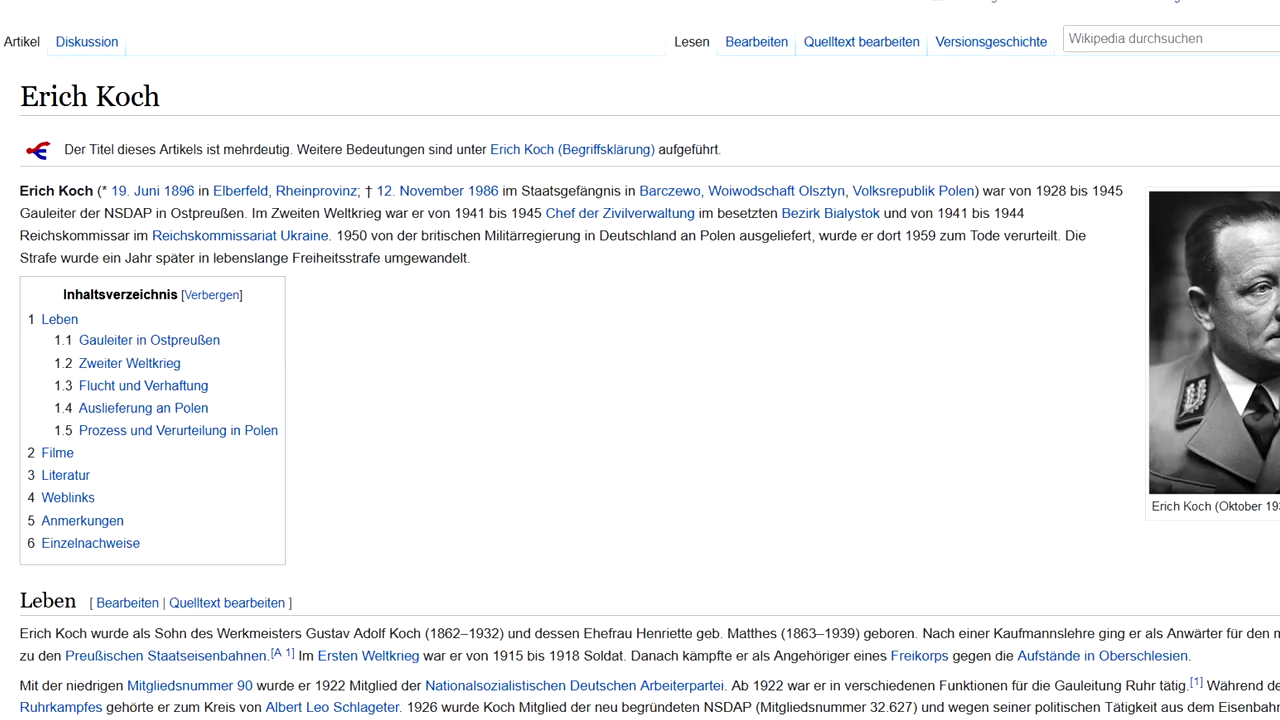 Artikel Diskussion Lesen Bearbeiten Quelltext bearbeiten Versionsgeschichte Wikipedia durchsuchen
Erich Koch
Der Titel dieses Artikels ist mehrdeutig. Weitere Bedeutungen sind unter Erich Koch (Begriffsklärung) aufgeführt.
Erich Koch (* 19. Juni 1896 in Elberfeld, Rheinprovinz; † 12. November 1986 im Staatsgefängnis in Barczewo, Woiwodschaft Olsztyn, Volksrepublik Polen) war von 1928 bis 1945
Gauleiter der NSDAP in Ostpreußen. Im Zweiten Weltkrieg war er von 1941 bis 1945 Chef der Zivilverwaltung im besetzten Bezirk Bialystok und von 1941 bis 1944
Reichskommissar im Reichskommissariat Ukraine. 1950 von der britischen Militärregierung in Deutschland an Polen ausgeliefert, wurde er dort 1959 zum Tode verurteilt. Die
Strafe wurde ein Jahr später in lebenslange Freiheitsstrafe umgewandelt.
Erich Koch (Oktober
Inhaltsverzeichnis [Verbergen]
1 Leben
1.1 Gauleiter in Ostpreußen
1.2 Zweiter Weltkrieg
1.3 Flucht und Verhaftung
1.4 Auslieferung an Polen
1.5 Prozess und Verurteilung in Polen
2 Filme
3 Literatur
4 Weblinks
5 Anmerkungen
6 Einzelnachweise
Leben [ Bearbeiten | Quelltext bearbeiten ]
Erich Koch wurde als Sohn des Werkmeisters Gustav Adolf Koch (1862–1932) und dessen Ehefrau Henriette geb. Matthes (1863–1939) geboren. Nach einer Kaufmannslehre ging er als Anwärter für den
zu den Preußischen Staatseisenbahnen.[A 1] Im Ersten Weltkrieg war er von 1915 bis 1918 Soldat. Danach kämpfte er als Angehöriger eines Freikorps gegen die Aufstände in Oberschlesien.
Mit der niedrigen Mitgliedsnummer 90 wurde er 1922 Mitglied der Nationalsozialistischen Deutschen Arbeiterpartei. Ab 1922 war er in verschiedenen Funktionen für die Gauleitung Ruhr tätig.[1] Während
Ruhrkampfes gehörte er zum Kreis von Albert Leo Schlageter. 1926 wurde Koch Mitglied der neu begründeten NSDAP (Mitgliedsnummer 32.627) und wegen seiner politischen Tätigkeit aus dem